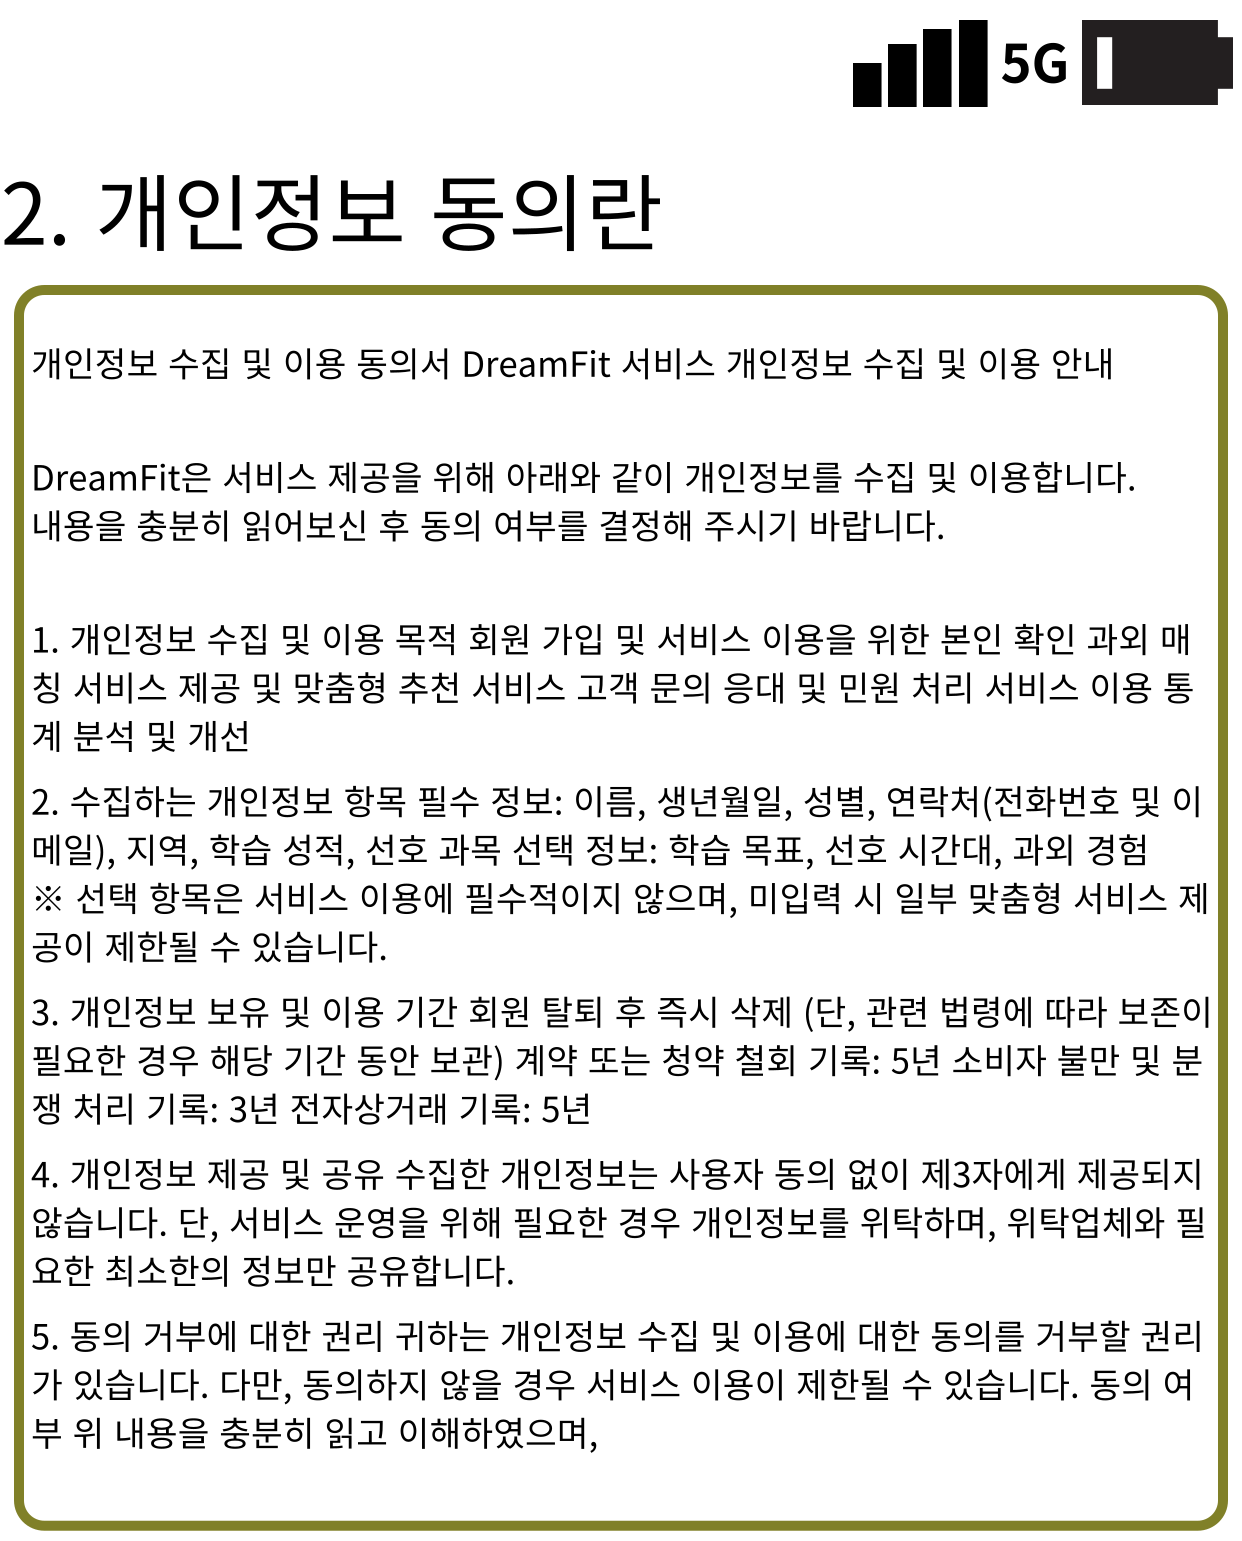 5G
2. 개인정보 동의란
개인정보 수집 및 이용 동의서 DreamFit 서비스 개인정보 수집 및 이용 안내
DreamFit은 서비스 제공을 위해 아래와 같이 개인정보를 수집 및 이용합니다.
내용을 충분히 읽어보신 후 동의 여부를 결정해 주시기 바랍니다.
1. 개인정보 수집 및 이용 목적 회원 가입 및 서비스 이용을 위한 본인 확인 과외 매
칭 서비스 제공 및 맞춤형 추천 서비스 고객 문의 응대 및 민원 처리 서비스 이용 통
계 분석 및 개선
2. 수집하는 개인정보 항목 필수 정보: 이름, 생년월일, 성별, 연락처(전화번호 및 이
메일), 지역, 학습 성적, 선호 과목 선택 정보: 학습 목표, 선호 시간대, 과외 경험
※ 선택 항목은 서비스 이용에 필수적이지 않으며, 미입력 시 일부 맞춤형 서비스 제
공이 제한될 수 있습니다.
3. 개인정보 보유 및 이용 기간 회원 탈퇴 후 즉시 삭제 (단, 관련 법령에 따라 보존이
필요한 경우 해당 기간 동안 보관) 계약 또는 청약 철회 기록: 5년 소비자 불만 및 분
쟁 처리 기록: 3년 전자상거래 기록: 5년
4. 개인정보 제공 및 공유 수집한 개인정보는 사용자 동의 없이 제3자에게 제공되지
않습니다. 단, 서비스 운영을 위해 필요한 경우 개인정보를 위탁하며, 위탁업체와 필
요한 최소한의 정보만 공유합니다.
5. 동의 거부에 대한 권리 귀하는 개인정보 수집 및 이용에 대한 동의를 거부할 권리
가 있습니다. 다만, 동의하지 않을 경우 서비스 이용이 제한될 수 있습니다. 동의 여
부 위 내용을 충분히 읽고 이해하였으며,